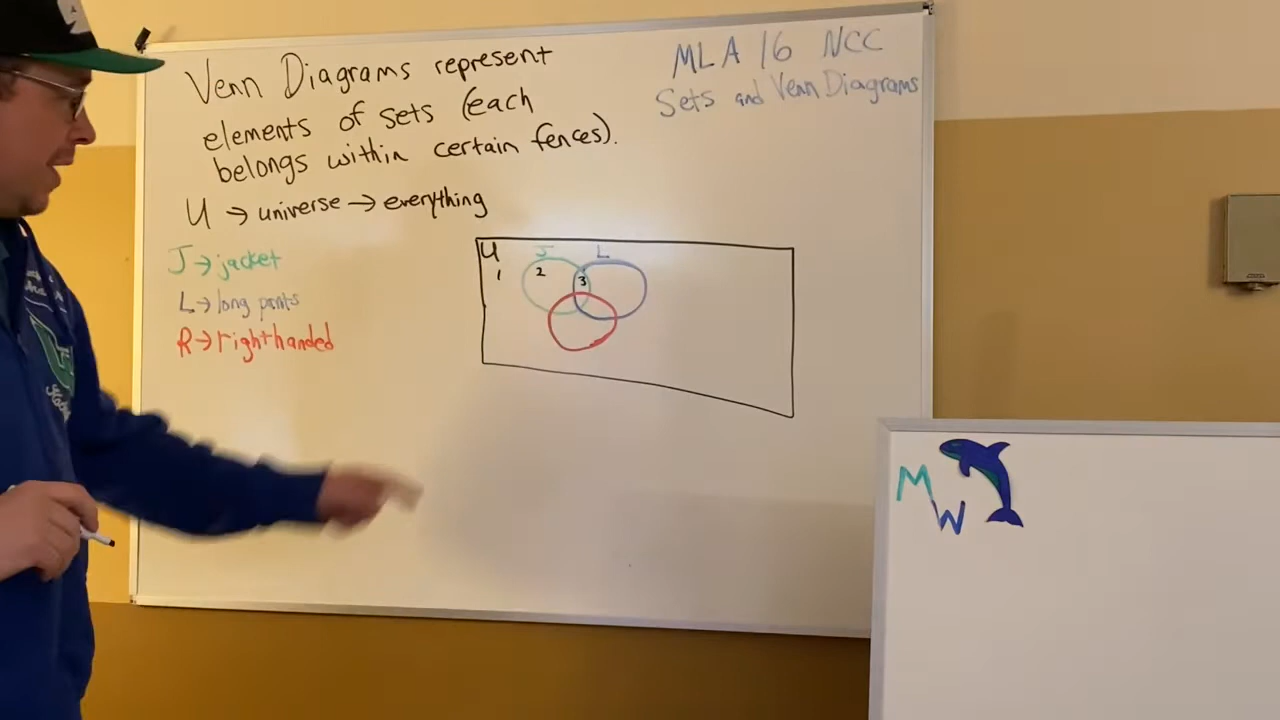 Venn Diagrams represent
elements of sets (each
belongs within certain fences).
U → universe → everything
J → jacket
L → long pants
R → righthanded
MLA 16 NCC
Sets and Venn Diagrams
U
J
L
1
2
3
M
W